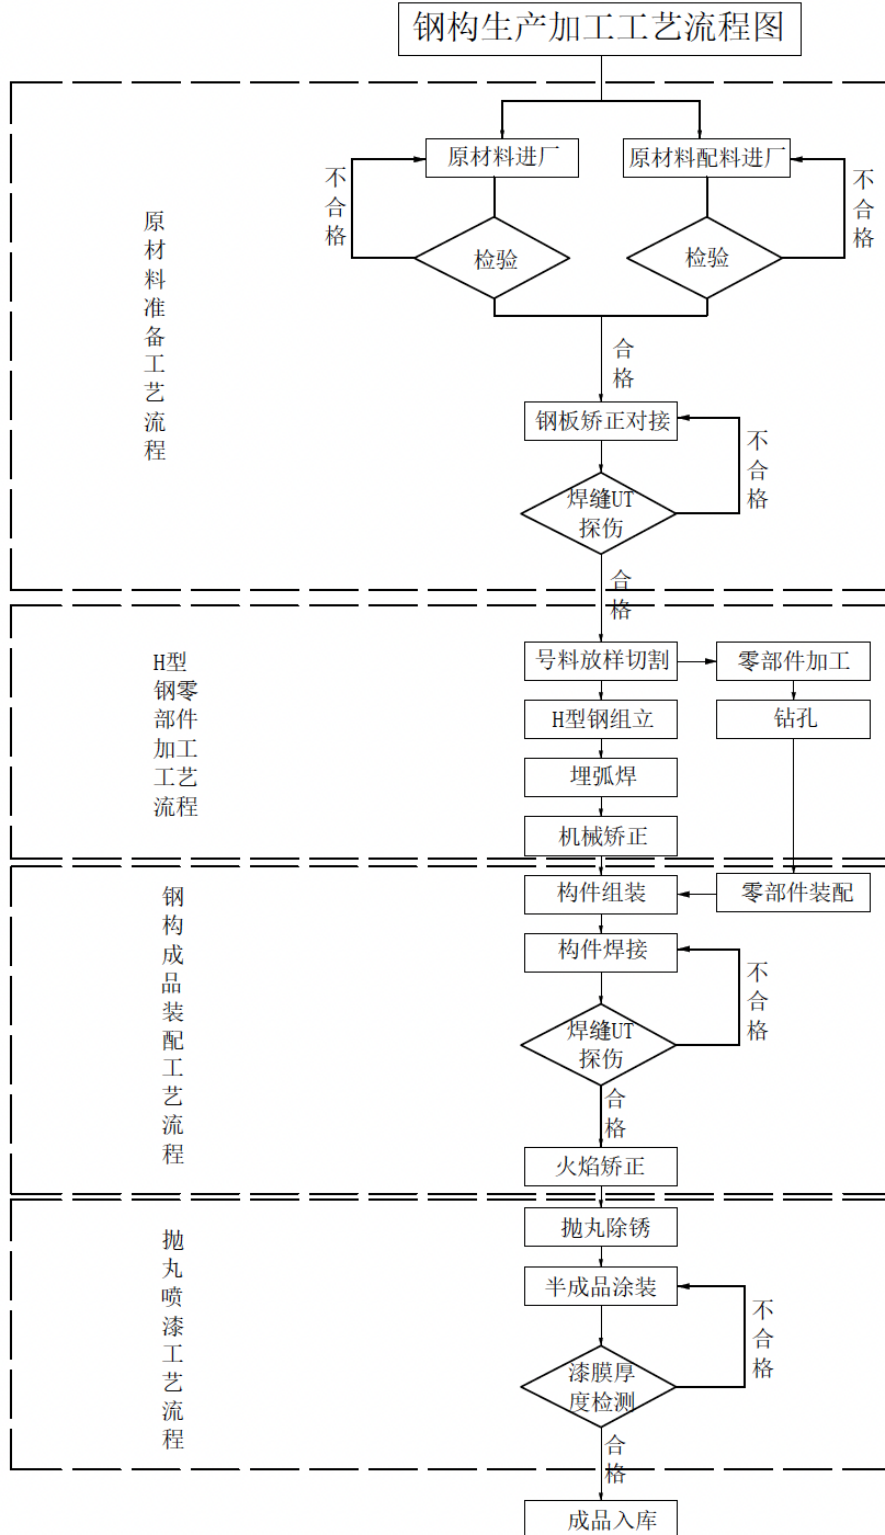 钢构生产加工工艺流程图
原材料进厂
原材料配料进厂
不合格
不合格
原材料准备工艺流程
检验
检验
合格
钢板矫正对接
不合格
焊缝UT
探伤
合格
H型
钢零
部件
加工
工艺
流程
号料放样切割
零部件加工
H型钢组立
钻孔
埋弧焊
机械矫正
钢构成品装配工艺流程
构件组装
零部件装配
构件焊接
不合格
焊缝UT
探伤
合格
火焰矫正
抛丸喷漆工艺流程
抛丸除锈
半成品涂装
不合格
漆膜厚
度检测
合格
成品入库